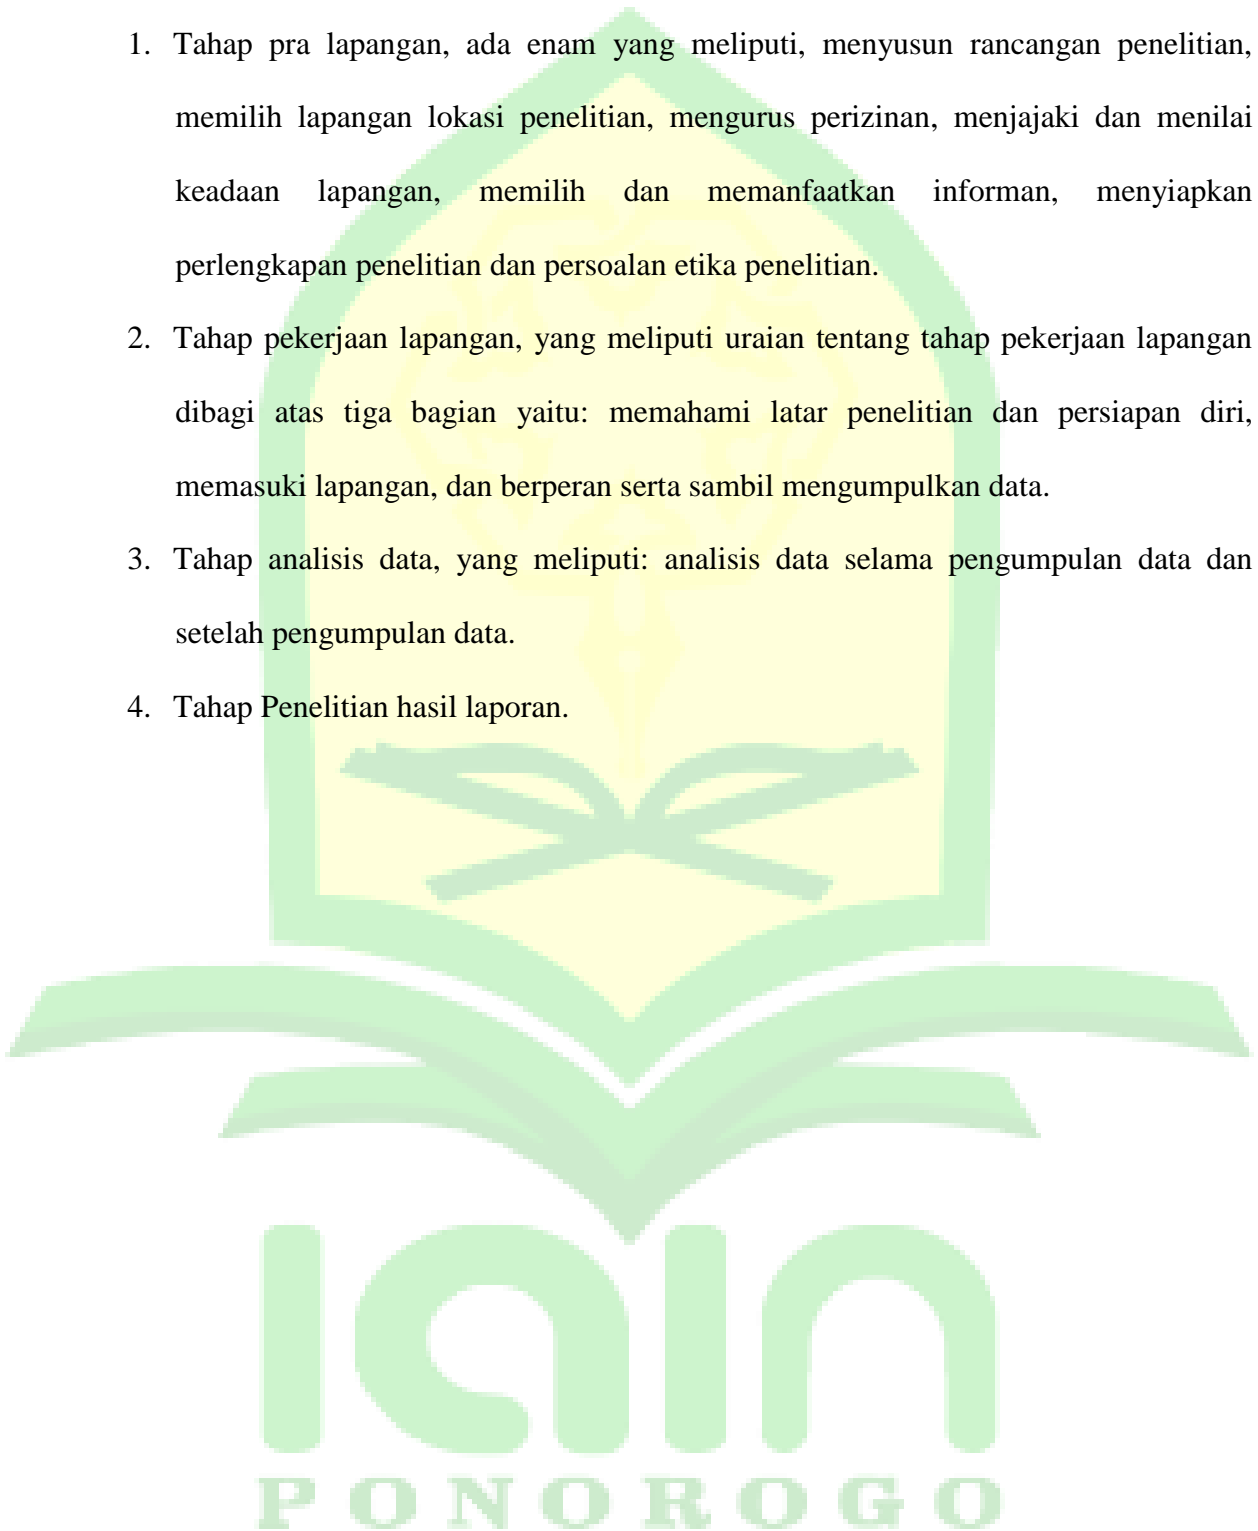 1. Tahap pra lapangan, ada enam yang meliputi, menyusun rancangan penelitian,
memilih lapangan lokasi penelitian, mengurus perizinan, menjajaki dan menilai
keadaan lapangan, memilih dan memanfaatkan informan, menyiapkan
perlengkapan penelitian dan persoalan etika penelitian.
2. Tahap pekerjaan lapangan, yang meliputi uraian tentang tahap pekerjaan lapangan
dibagi atas tiga bagian yaitu: memahami latar penelitian dan persiapan diri,
memasuki lapangan, dan berperan serta sambil mengumpulkan data.
3. Tahap analisis data, yang meliputi: analisis data selama pengumpulan data dan
setelah pengumpulan data.
4. Tahap Penelitian hasil laporan.
iain
PONOROGO